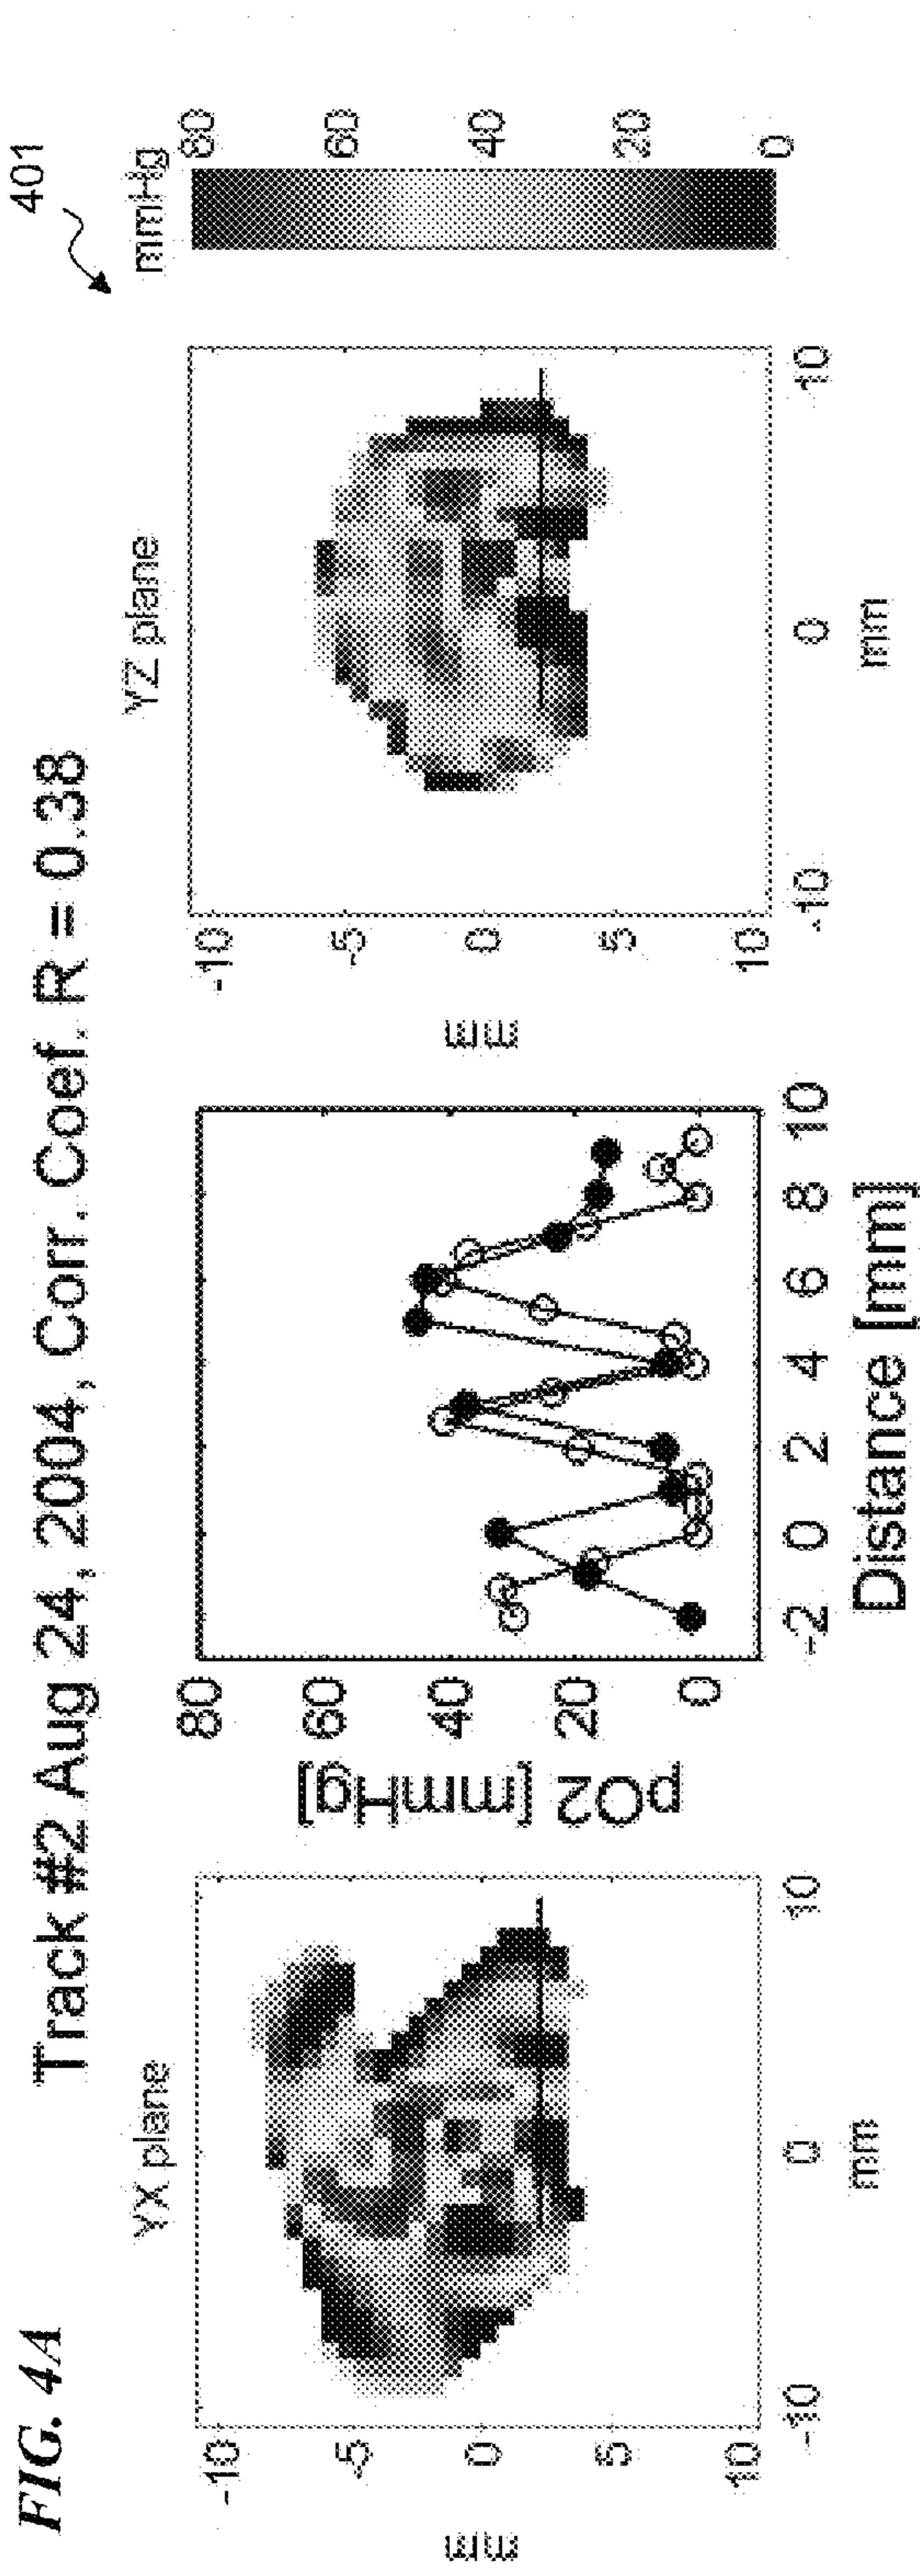 FIG. 4A
Track #2 Aug 24, 2004, Corr. Coef. R = 0.38
401
YX plane
-10
-5
0
5
10
mm
-10 0 10
mm
80
60
40
20
0
pO2 [mmHg]
-2 0 2 4 6 8 10
Distance [mm]
YZ plane
-10
-5
0
5
10
mm
-10 0 10
mm
mmHg
80
60
40
20
0